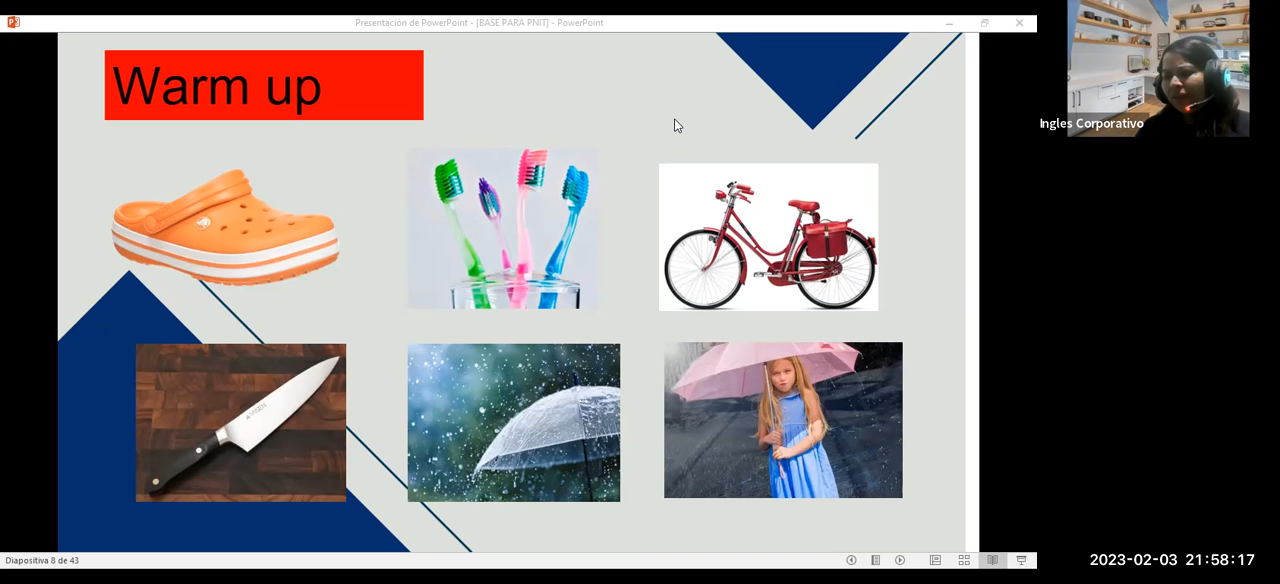 Presentación de PowerPoint - [BASE PARA PNIT] - PowerPoint
Warm up
Ingles Corporativo
Diapositiva 8 de 43
2023-02-03 21:58:17